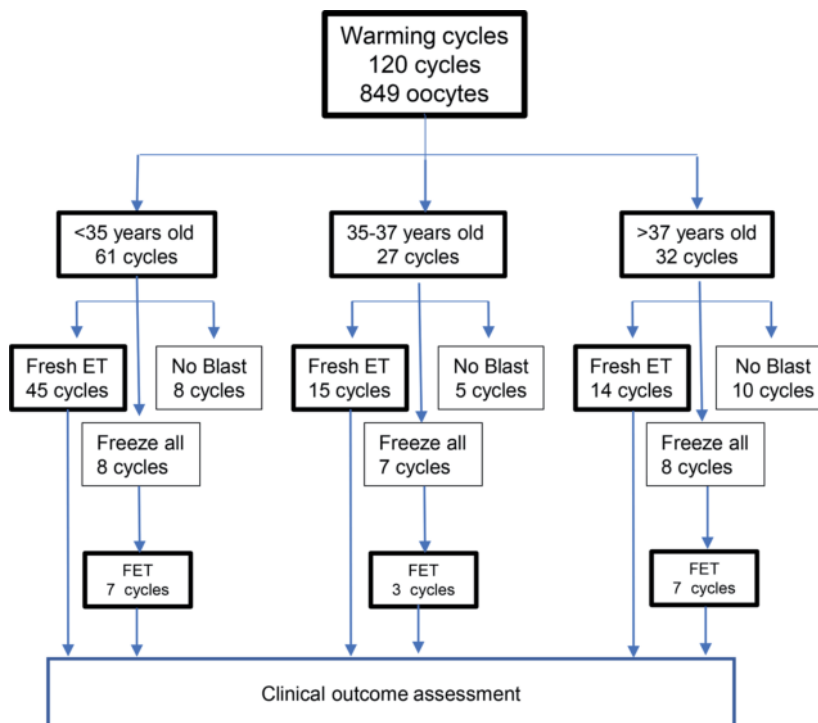 Warming cycles
120 cycles
849 oocytes
<35 years old
61 cycles
35-37 years old
27 cycles
>37 years old
32 cycles
Fresh ET
45 cycles
No Blast
8 cycles
Fresh ET
15 cycles
No Blast
5 cycles
Fresh ET
14 cycles
No Blast
10 cycles
Freeze all
8 cycles
Freeze all
7 cycles
Freeze all
8 cycles
FET
7 cycles
FET
3 cycles
FET
7 cycles
Clinical outcome assessment